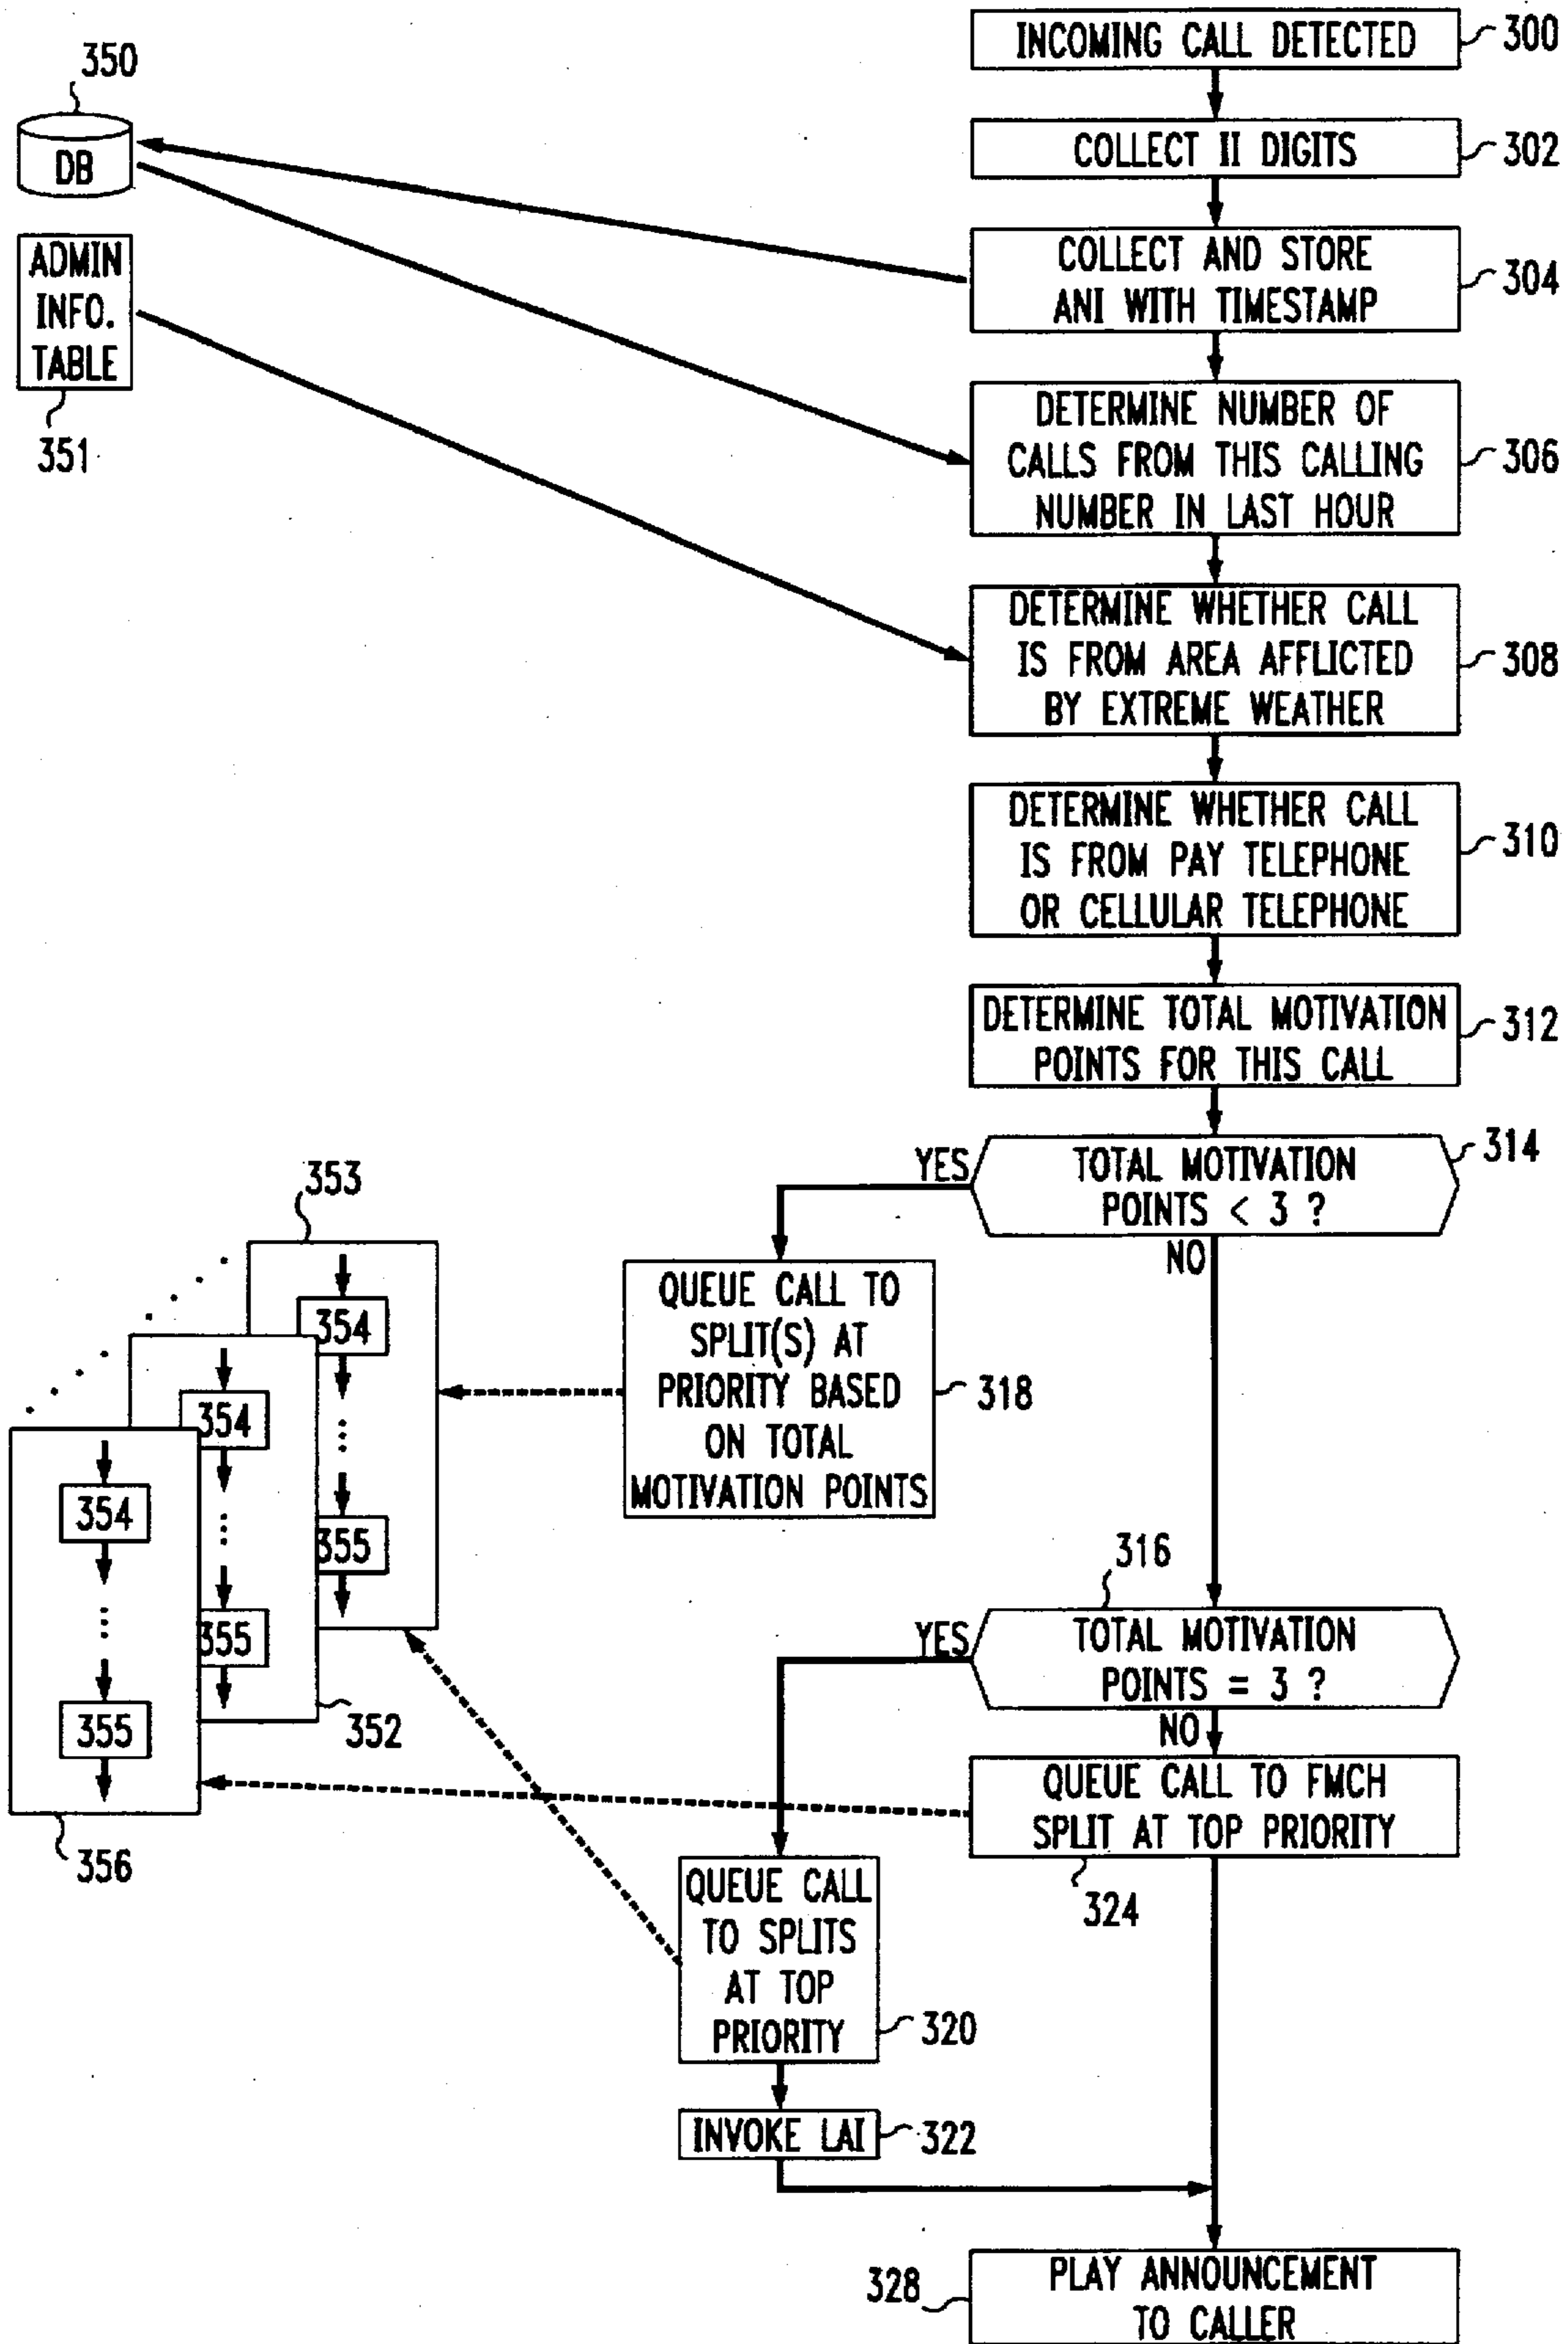 INCOMING CALL DETECTED
300
350
DB
COLLECT II DIGITS
302
ADMIN
INFO.
TABLE
351
COLLECT AND STORE
ANI WITH TIMESTAMP
304
DETERMINE NUMBER OF
CALLS FROM THIS CALLING
NUMBER IN LAST HOUR
306
DETERMINE WHETHER CALL
IS FROM AREA AFFLICTED
BY EXTREME WEATHER
308
DETERMINE WHETHER CALL
IS FROM PAY TELEPHONE
OR CELLULAR TELEPHONE
310
DETERMINE TOTAL MOTIVATION
POINTS FOR THIS CALL
312
TOTAL MOTIVATION
POINTS < 3 ?
314
YES
NO
QUEUE CALL TO
SPLIT(S) AT
PRIORITY BASED
ON TOTAL
MOTIVATION POINTS
318
353
354
355
354
355
352
354
355
356
316
TOTAL MOTIVATION
POINTS = 3 ?
YES
NO
QUEUE CALL TO FMCH
SPLIT AT TOP PRIORITY
324
QUEUE CALL
TO SPLITS
AT TOP
PRIORITY
320
INVOKE LAI
322
PLAY ANNOUNCEMENT
TO CALLER
328